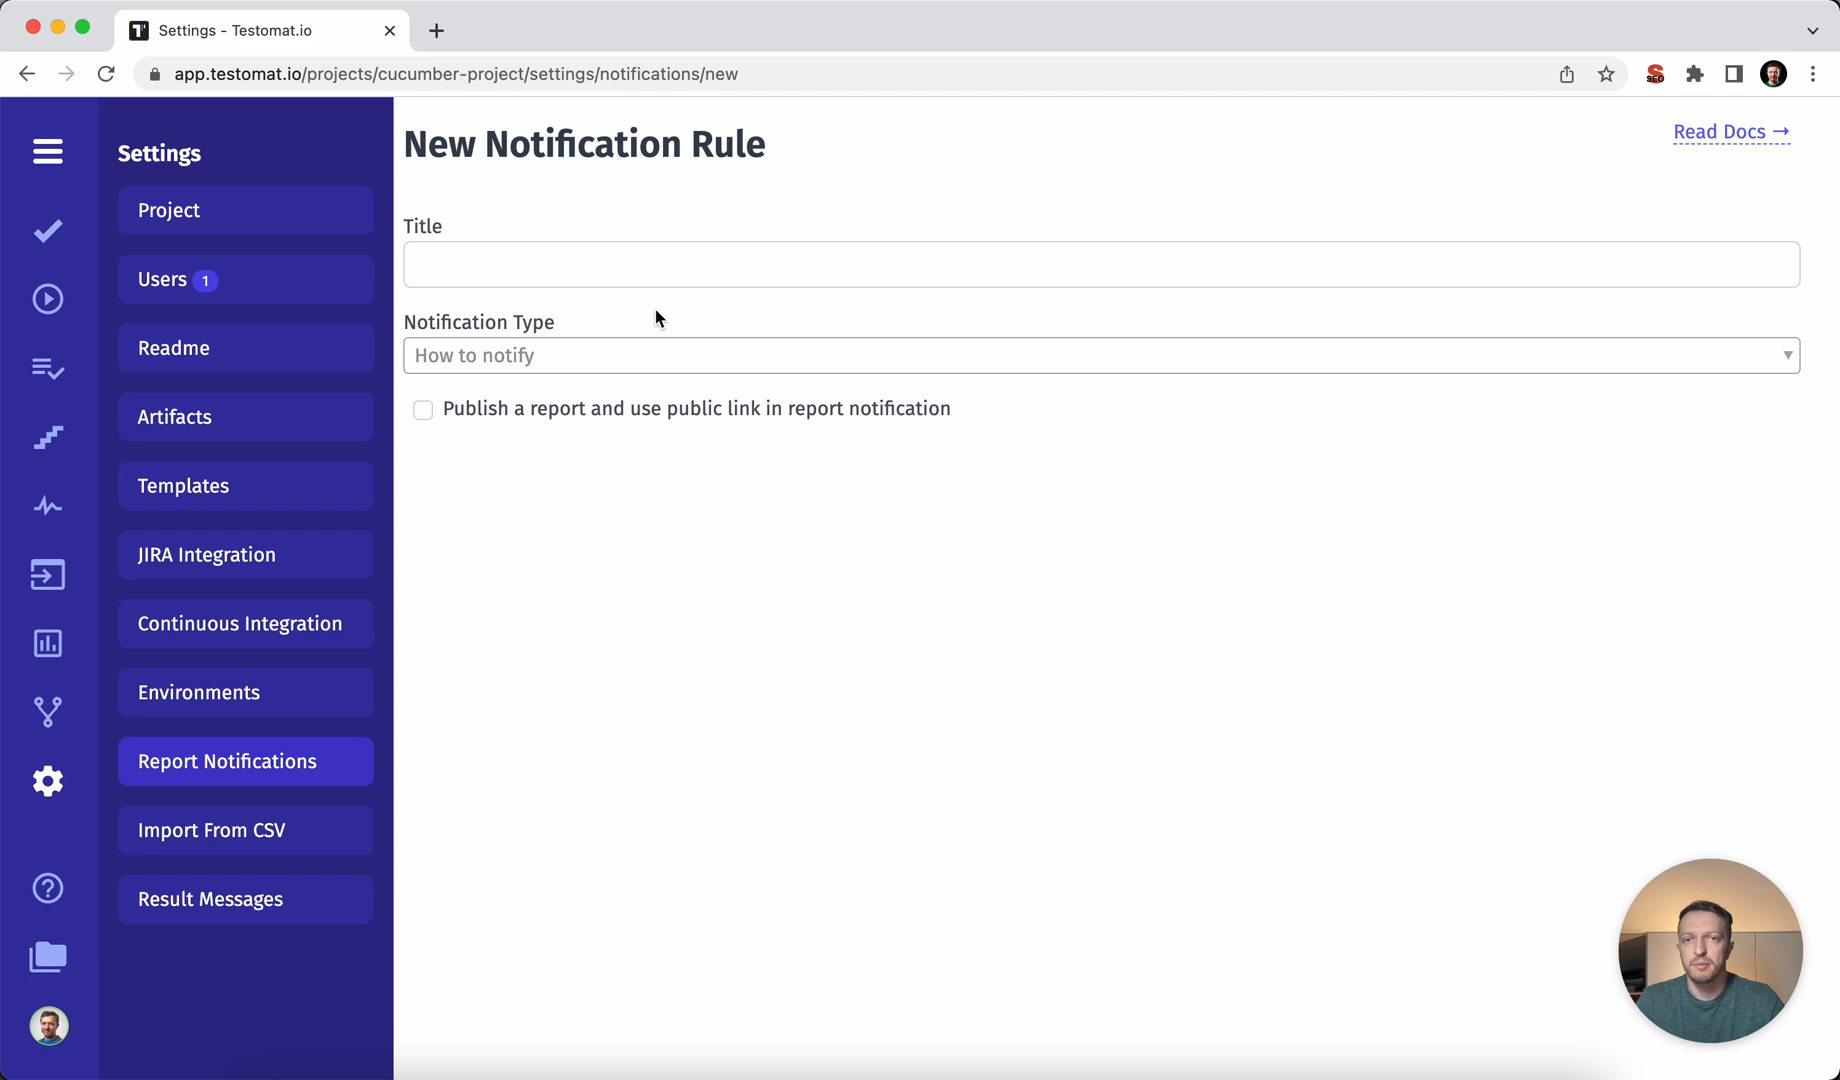 Settings - Testomat.io
app.testomat.io/projects/cucumber-project/settings/notifications/new
SEO
Settings
Project
Users 1
Readme
Artifacts
Templates
JIRA Integration
Continuous Integration
Environments
Report Notifications
Import From CSV
Result Messages
New Notification Rule
Read Docs →
Title
Notification Type
How to notify
Publish a report and use public link in report notification